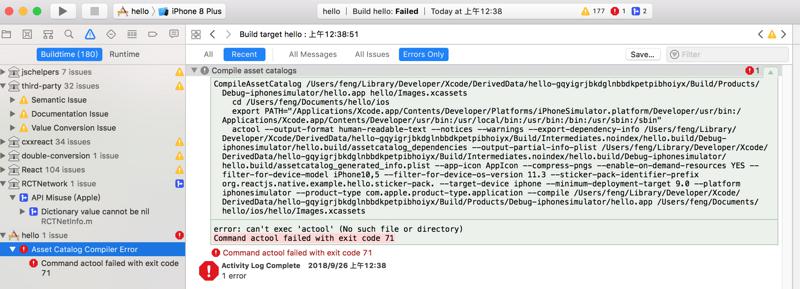 hello
iPhone 8 Plus
hello | Build hello: Failed | Today at 上午12:38
177
1
2
Buildtime (180)
Runtime
Build target hello : 上午12:38:51
All
Recent
All Messages
All Issues
Errors Only
Save...
Filter
jschelpers 7 issues
third-party 32 issues
Semantic Issue
Documentation Issue
Value Conversion Issue
cxxreact 34 issues
double-conversion 1 issue
React 104 issues
RCTNetwork 1 issue
API Misuse (Apple)
Dictionary value cannot be nil
RCTNetInfo.m
hello 1 issue
Asset Catalog Compiler Error
Command actool failed with exit code
71
Compile asset catalogs
1
CompileAssetCatalog /Users/feng/Library/Developer/Xcode/DerivedData/hello-gqyigrjbkdglnbbdkpetpibhoiyx/Build/Products/
Debug-iphonesimulator/hello.app hello/Images.xcassets
cd /Users/feng/Documents/hello/ios
export PATH="/Applications/Xcode.app/Contents/Developer/Platforms/iPhoneSimulator.platform/Developer/usr/bin:/
Applications/Xcode.app/Contents/Developer/usr/bin:/usr/local/bin:/usr/bin:/bin:/usr/sbin:/sbin"
actool --output-format human-readable-text --notices --warnings --export-dependency-info /Users/feng/Library/
Developer/Xcode/DerivedData/hello-gqyigrjbkdglnbbdkpetpibhoiyx/Build/Intermediates.noindex/hello.build/Debug-
iphonesimulator/hello.build/assetcatalog_dependencies --output-partial-info-plist /Users/feng/Library/Developer/Xcode/
DerivedData/hello-gqyigrjbkdglnbbdkpetpibhoiyx/Build/Intermediates.noindex/hello.build/Debug-iphonesimulator/
hello.build/assetcatalog_generated_info.plist --app-icon AppIcon --compress-pngs --enable-on-demand-resources YES --
filter-for-device-model iPhone10,5 --filter-for-device-os-version 11.3 --sticker-pack-identifier-prefix
org.reactjs.native.example.hello.sticker-pack. --target-device iphone --minimum-deployment-target 9.0 --platform
iphonesimulator --product-type com.apple.product-type.application --compile /Users/feng/Library/Developer/Xcode/
DerivedData/hello-gqyigrjbkdglnbbdkpetpibhoiyx/Build/Products/Debug-iphonesimulator/hello.app /Users/feng/Documents/
hello/ios/hello/Images.xcassets
error: can't exec 'actool' (No such file or directory)
Command actool failed with exit code 71
Command actool failed with exit code 71
Activity Log Complete 2018/9/26 上午12:38
1 error